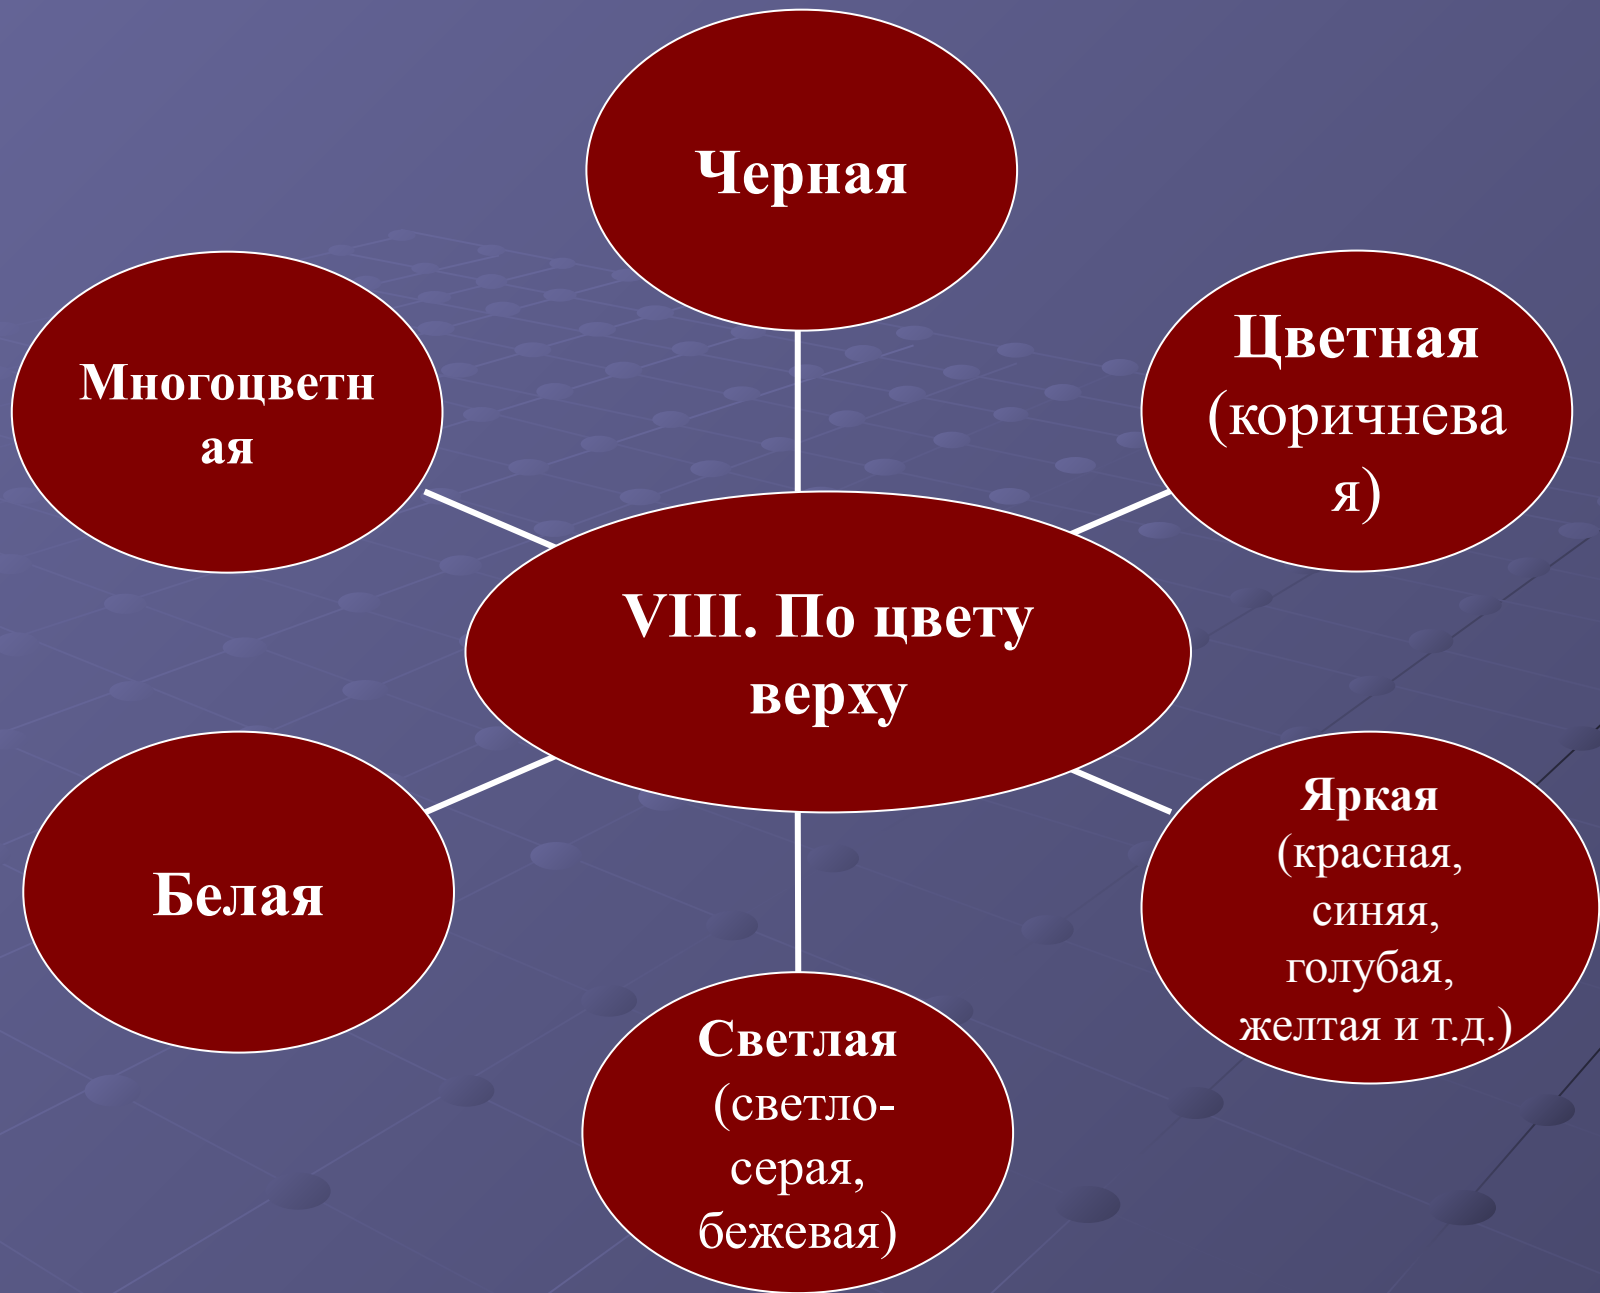 Черная
Цветная
(коричнева
я)
Многоцветн
ая
VIII. По цвету
верху
Яркая
(красная,
синяя,
голубая,
желтая и т.д.)
Белая
Светлая
(светло-
серая,
бежевая)